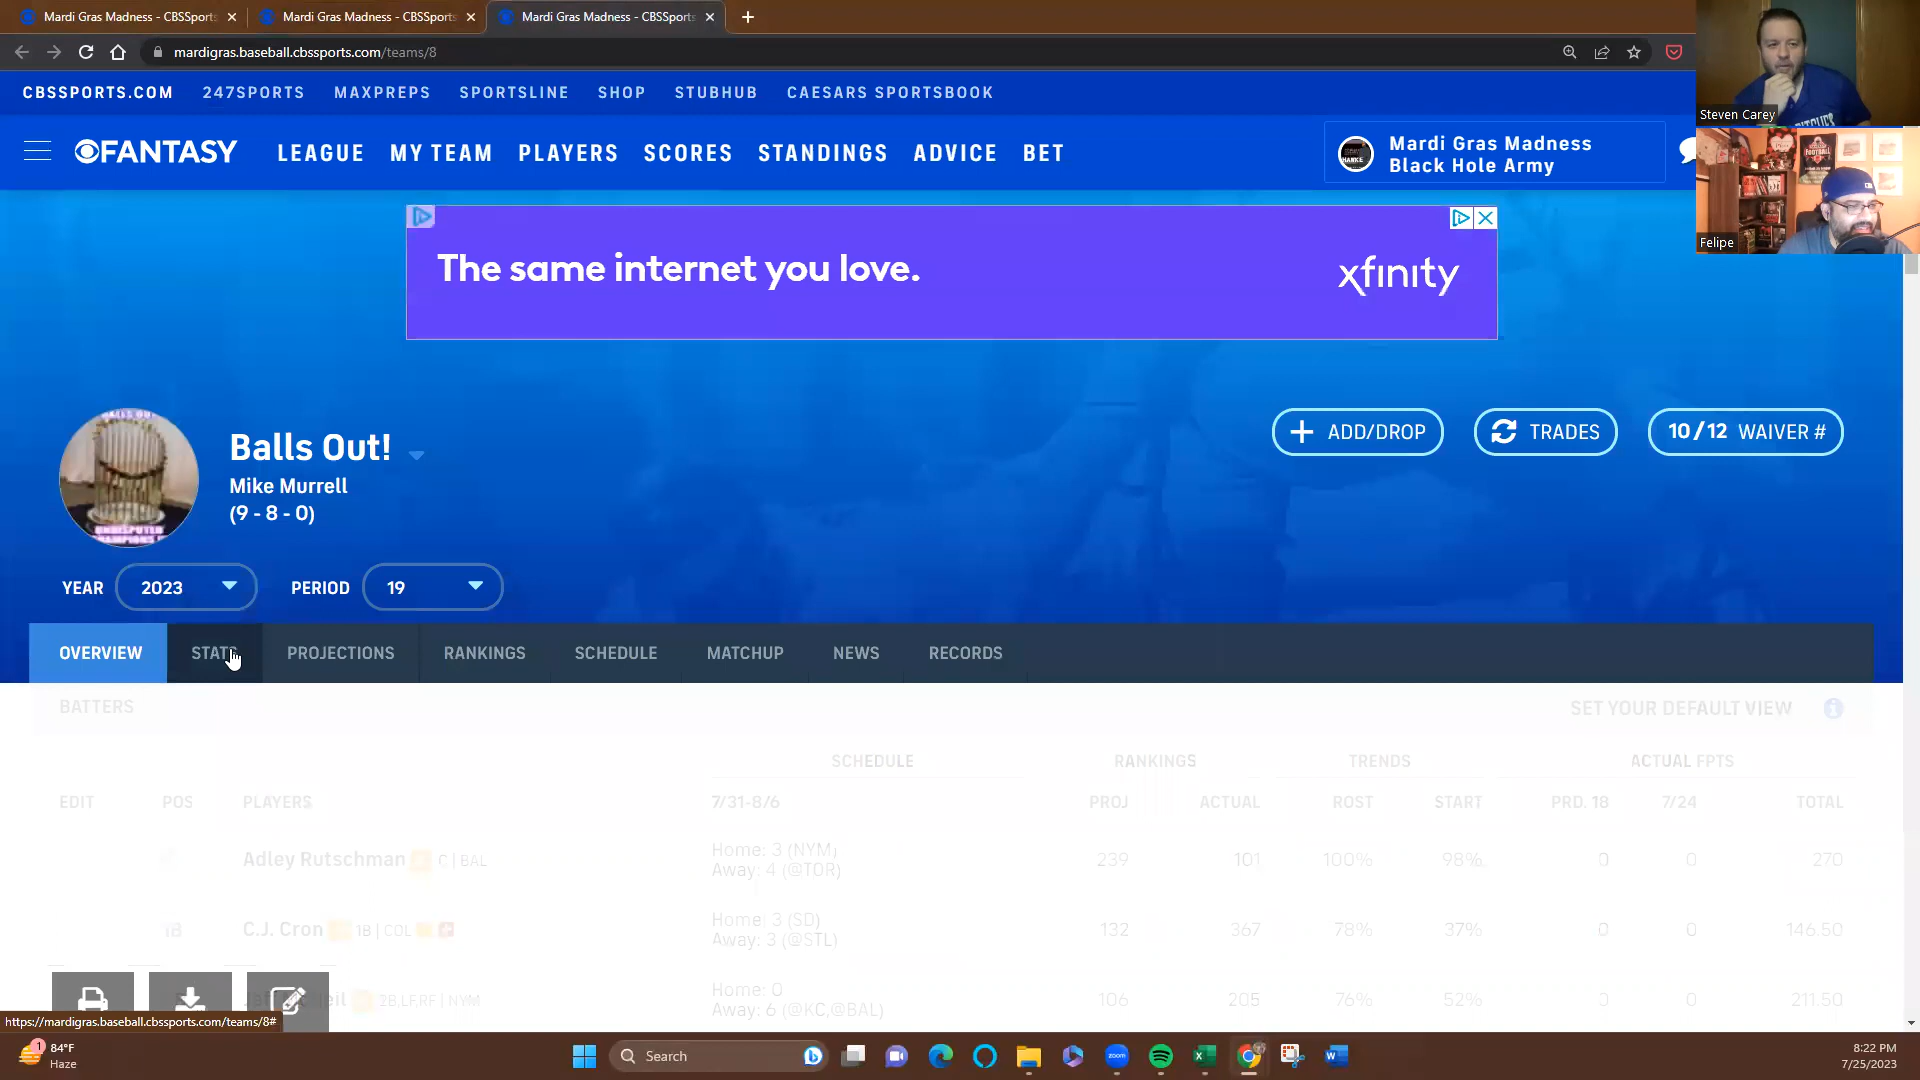 Mardi Gras Madness - CBSSports
Mardi Gras Madness - CBSSports
Mardi Gras Madness - CBSSports
mardigras.baseball.cbssports.com/teams/8
CBSSPORTS.COM 247SPORTS MAXPREPS SPORTSLINE SHOP STUBHUB CAESARS SPORTSBOOK
FANTASY LEAGUE MY TEAM PLAYERS SCORES STANDINGS ADVICE BET
Mardi Gras Madness
Black Hole Army
Steven Carey
Felipe
The same internet you love.
xfinity
Balls Out!
Mike Murrell
(9 - 8 - 0)
ADD/DROP
TRADES
10/12 WAIVER #
YEAR 2023 PERIOD 19
OVERVIEW STATS PROJECTIONS RANKINGS SCHEDULE MATCHUP NEWS RECORDS
BATTERS SET YOUR DEFAULT VIEW
SCHEDULE RANKINGS TRENDS ACTUAL FPTS
EDIT POS PLAYERS 7/31-8/6 PROJ ACTUAL ROST START PRD. 18 7/24 TOTAL
Adley Rutschman C | BAL Home: 3 (NYM) 239 101 100% 98% 0 0 270
Away: 4 (@TOR)
1B C.J. Cron 1B | COL Home: 3 (SD) 132 367 78% 37% 0 0 146.50
Away: 3 (@STL)
2B,LF,RF | NYM Home: 0 106 205 76% 52% 0 0 211.50
Away: 6 (@KC,@BAL)
https://mardigras.baseball.cbssports.com/teams/8#
1
84°F
Haze
Search
zoom
8:22 PM
7/25/2023